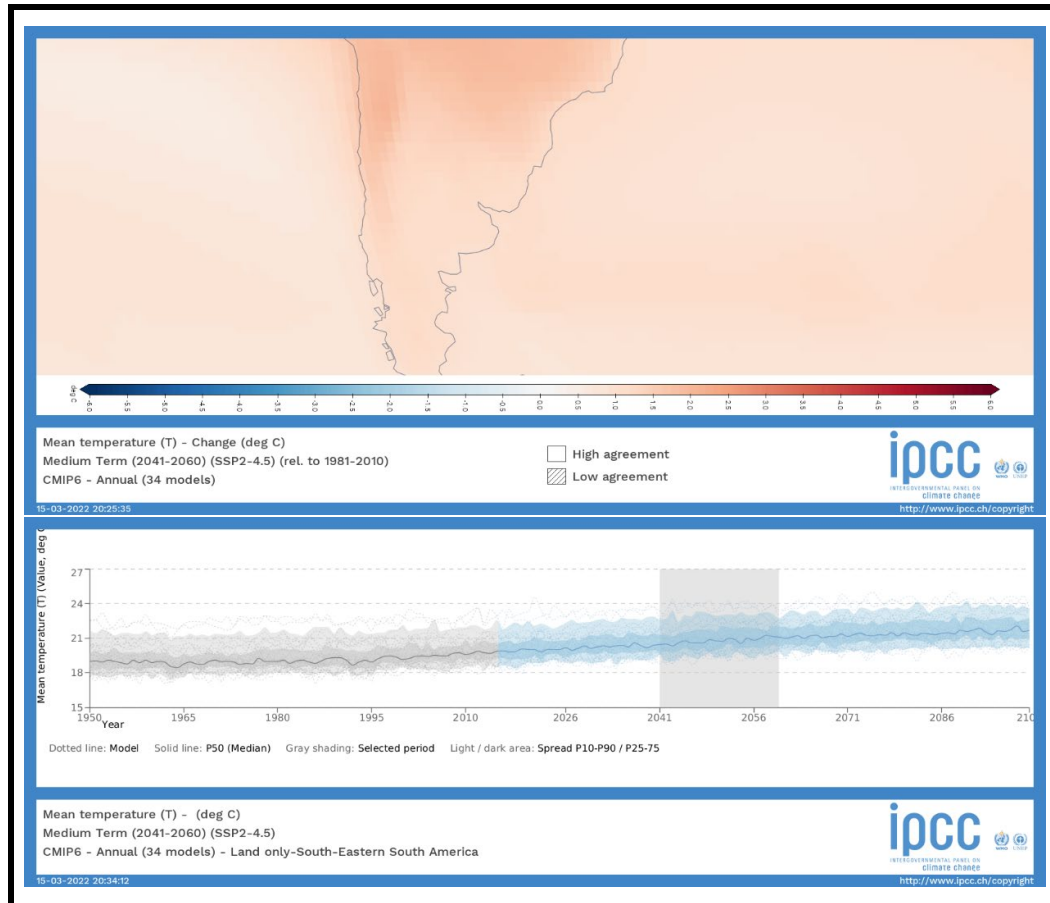 deg C
-6.0 -5.5 -5.0 -4.5 -4.0 -3.5 -3.0 -2.5 -2.0 -1.5 -1.0 -0.5 0.0 0.5 1.0 1.5 2.0 2.5 3.0 3.5 4.0 4.5 5.0 5.5 6.0
Mean temperature (T) - Change (deg C)
Medium Term (2041-2060) (SSP2-4.5) (rel. to 1981-2010)
CMIP6 - Annual (34 models)
High agreement
Low agreement
ipcc
INTERGOVERNMENTAL PANEL ON
climate change
WMO UNEP
15-03-2022 20:25:35
http://www.ipcc.ch/copyright
Mean temperature (T) (Value, deg C
27
24
21
18
15
1950 1965 1980 1995 2010 2026 2041 2056 2071 2086 210
Year
Dotted line: Model Solid line: P50 (Median) Gray shading: Selected period Light / dark area: Spread P10-P90 / P25-75
Mean temperature (T) - (deg C)
Medium Term (2041-2060) (SSP2-4.5)
CMIP6 - Annual (34 models) - Land only-South-Eastern South America
ipcc
INTERGOVERNMENTAL PANEL ON
climate change
WMO UNEP
15-03-2022 20:34:12
http://www.ipcc.ch/copyright